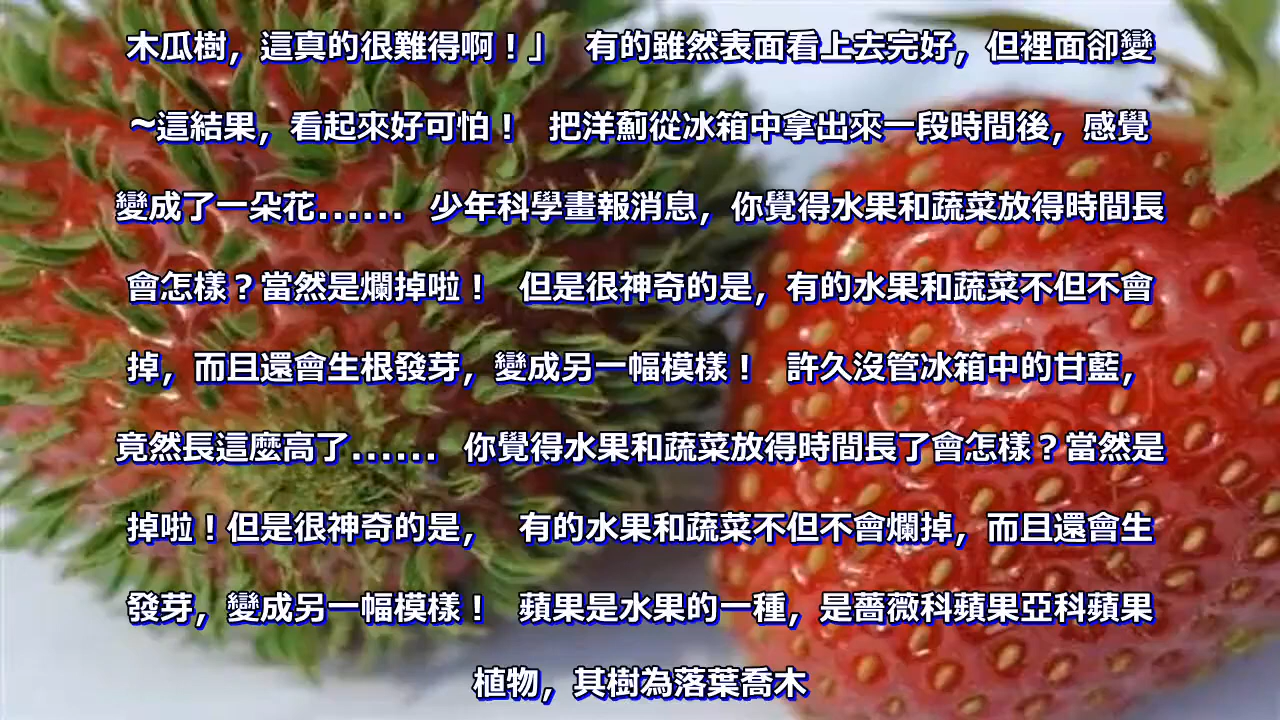 木瓜樹，這真的很難得啊！」 有的雖然表面看上去完好，但裡面卻變
~這結果，看起來好可怕！ 把洋薊從冰箱中拿出來一段時間後，感覺
變成了一朵花…… 少年科學畫報消息，你覺得水果和蔬菜放得時間長
會怎樣？當然是爛掉啦！ 但是很神奇的是，有的水果和蔬菜不但不會
掉，而且還會生根發芽，變成另一幅模樣！ 許久沒管冰箱中的甘藍，
竟然長這麼高了…… 你覺得水果和蔬菜放得時間長了會怎樣？當然是
掉啦！但是很神奇的是， 有的水果和蔬菜不但不會爛掉，而且還會生
發芽，變成另一幅模樣！ 蘋果是水果的一種，是薔薇科蘋果亞科蘋果
植物，其樹為落葉喬木